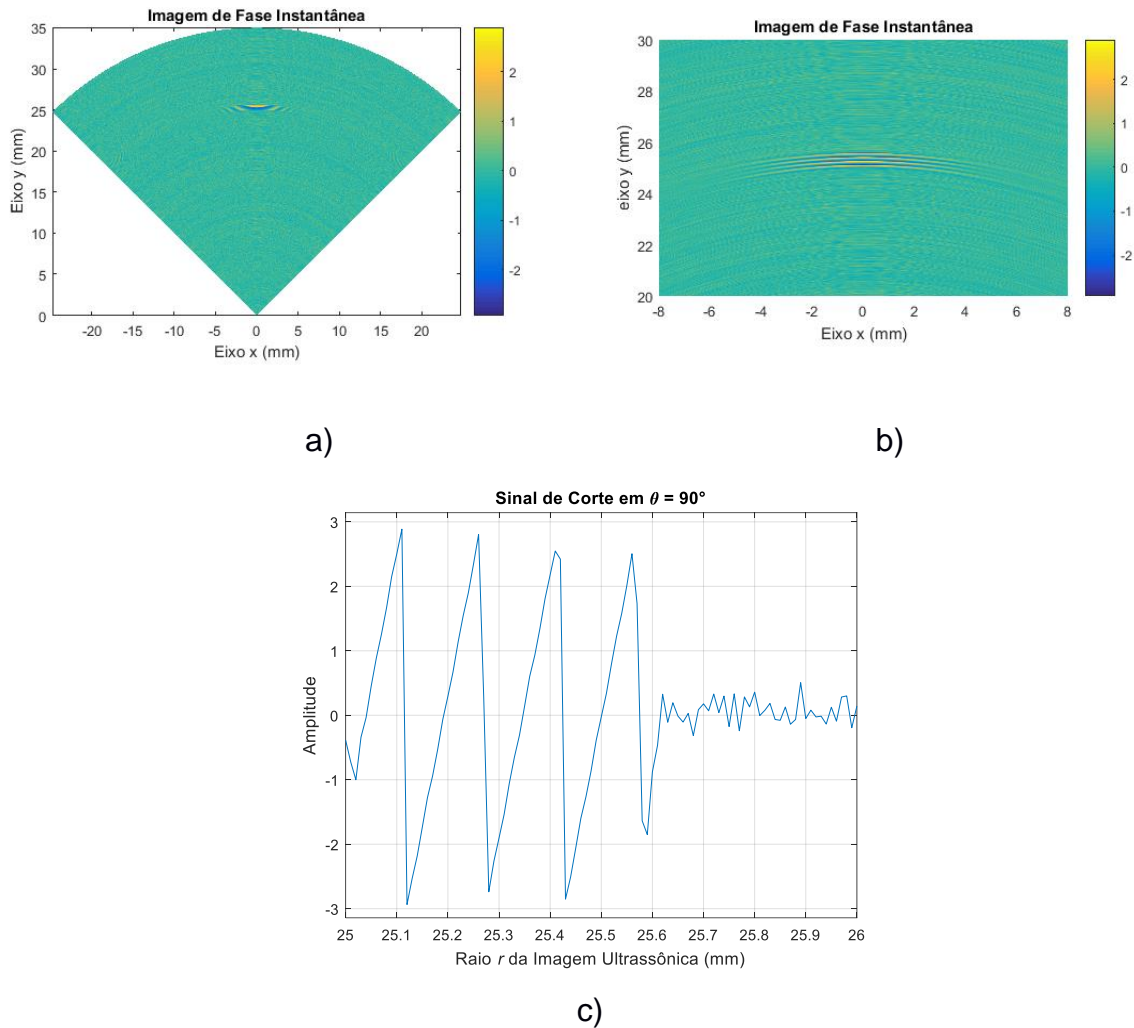 Imagem de Fase Instantânea
35
30
25
20
15
10
5
0
Eixo y (mm)
-20 -15 -10 -5 0 5 10 15 20
Eixo x (mm)
2
1
0
-1
-2
a)
Imagem de Fase Instantânea
30
28
26
24
22
20
eixo y (mm)
-8 -6 -4 -2 0 2 4 6 8
Eixo x (mm)
2
1
0
-1
-2
b)
Sinal de Corte em θ = 90°
3
2
1
0
-1
-2
-3
Amplitude
25 25.1 25.2 25.3 25.4 25.5 25.6 25.7 25.8 25.9 26
Raio r da Imagem Ultrassônica (mm)
c)